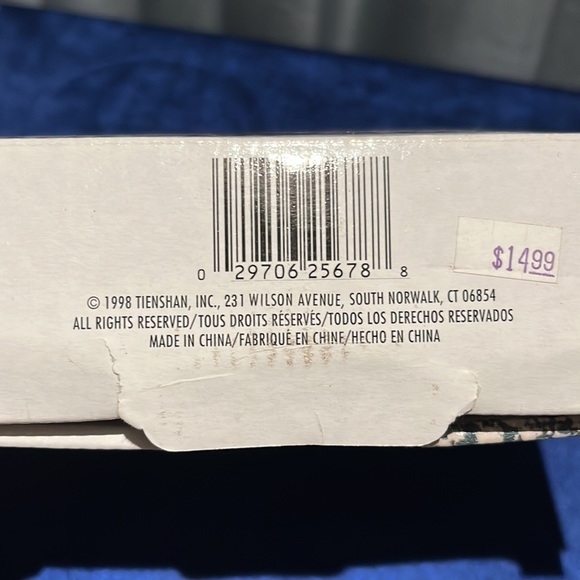 0 29706 25678 8
$14.99
© 1998 TIENSHAN, INC., 231 WILSON AVENUE, SOUTH NORWALK, CT 06854
ALL RIGHTS RESERVED/TOUS DROITS RÉSERVÉS/TODOS LOS DERECHOS RESERVADOS
MADE IN CHINA/FABRIQUÉ EN CHINE/HECHO EN CHINA